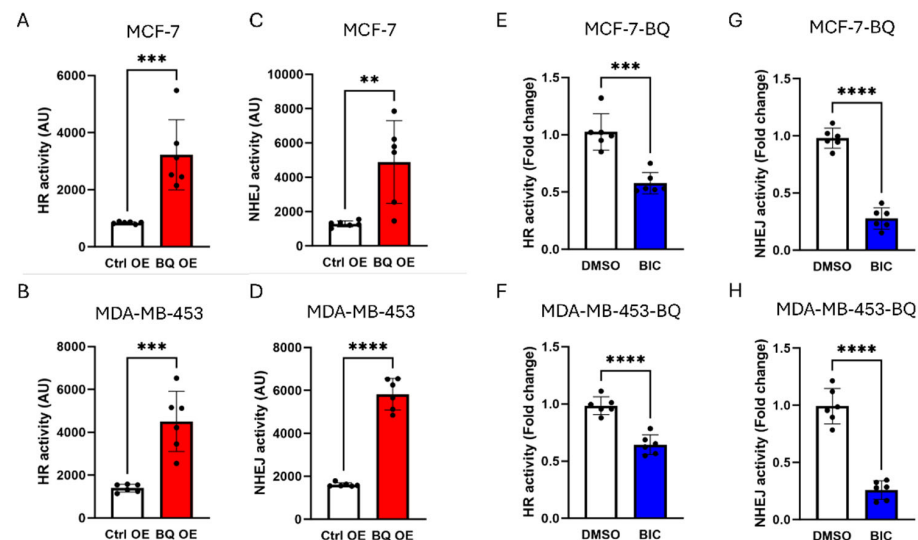 A
MCF-7
***
HR activity (AU)
6000
4000
2000
0
Ctrl OE BQ OE
C
MCF-7
**
NHEJ activity (AU)
10000
8000
6000
4000
2000
0
Ctrl OE BQ OE
E
MCF-7-BQ
***
HR activity (Fold change)
1.5
1.0
0.5
0.0
DMSO BIC
G
MCF-7-BQ
****
NHEJ activity (Fold change)
1.5
1.0
0.5
0.0
DMSO BIC
B
MDA-MB-453
***
HR activity (AU)
8000
6000
4000
2000
0
Ctrl OE BQ OE
D
MDA-MB-453
****
NHEJ activity (AU)
8000
6000
4000
2000
0
Ctrl OE BQ OE
F
MDA-MB-453-BQ
****
HR activity (Fold change)
1.5
1.0
0.5
0.0
DMSO BIC
H
MDA-MB-453-BQ
****
NHEJ activity (Fold change)
1.5
1.0
0.5
0.0
DMSO BIC